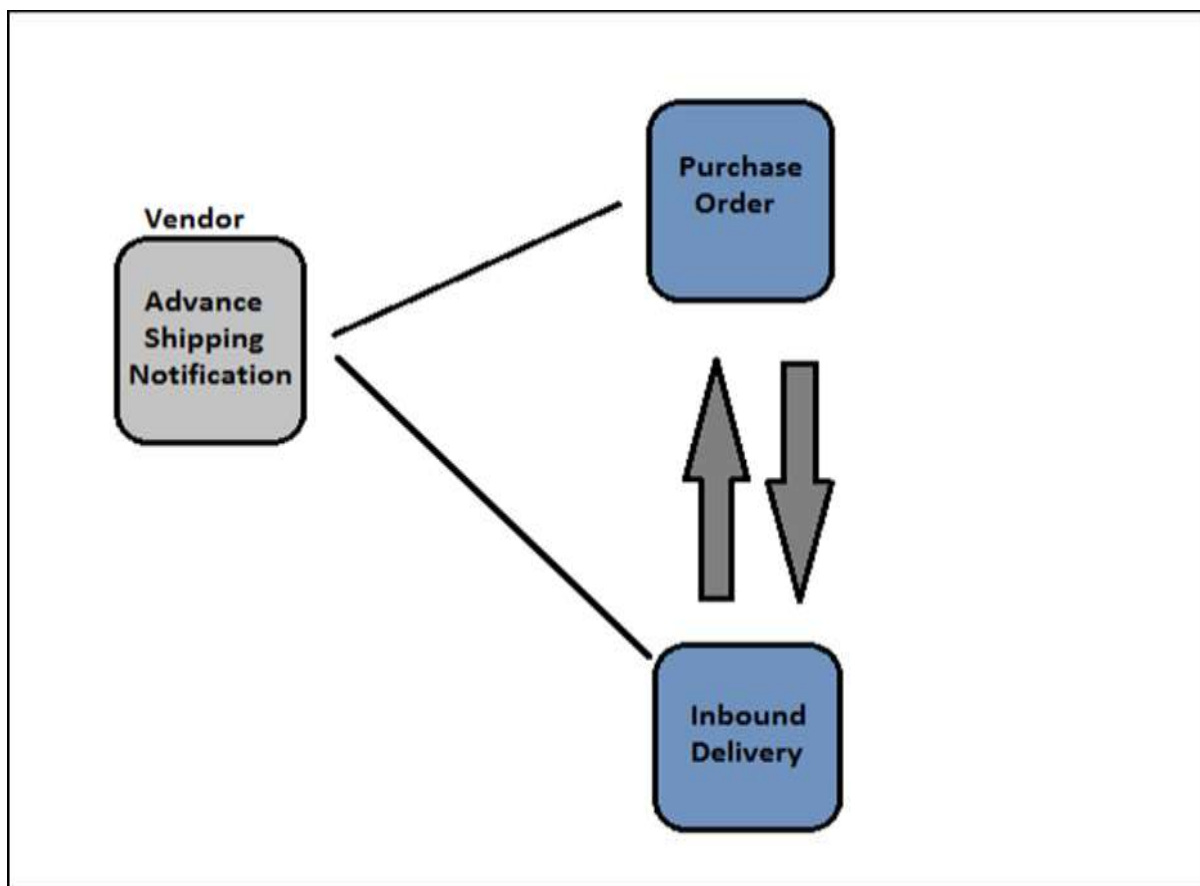 Vendor
Advance
Shipping
Notification
Purchase
Order
Inbound
Delivery